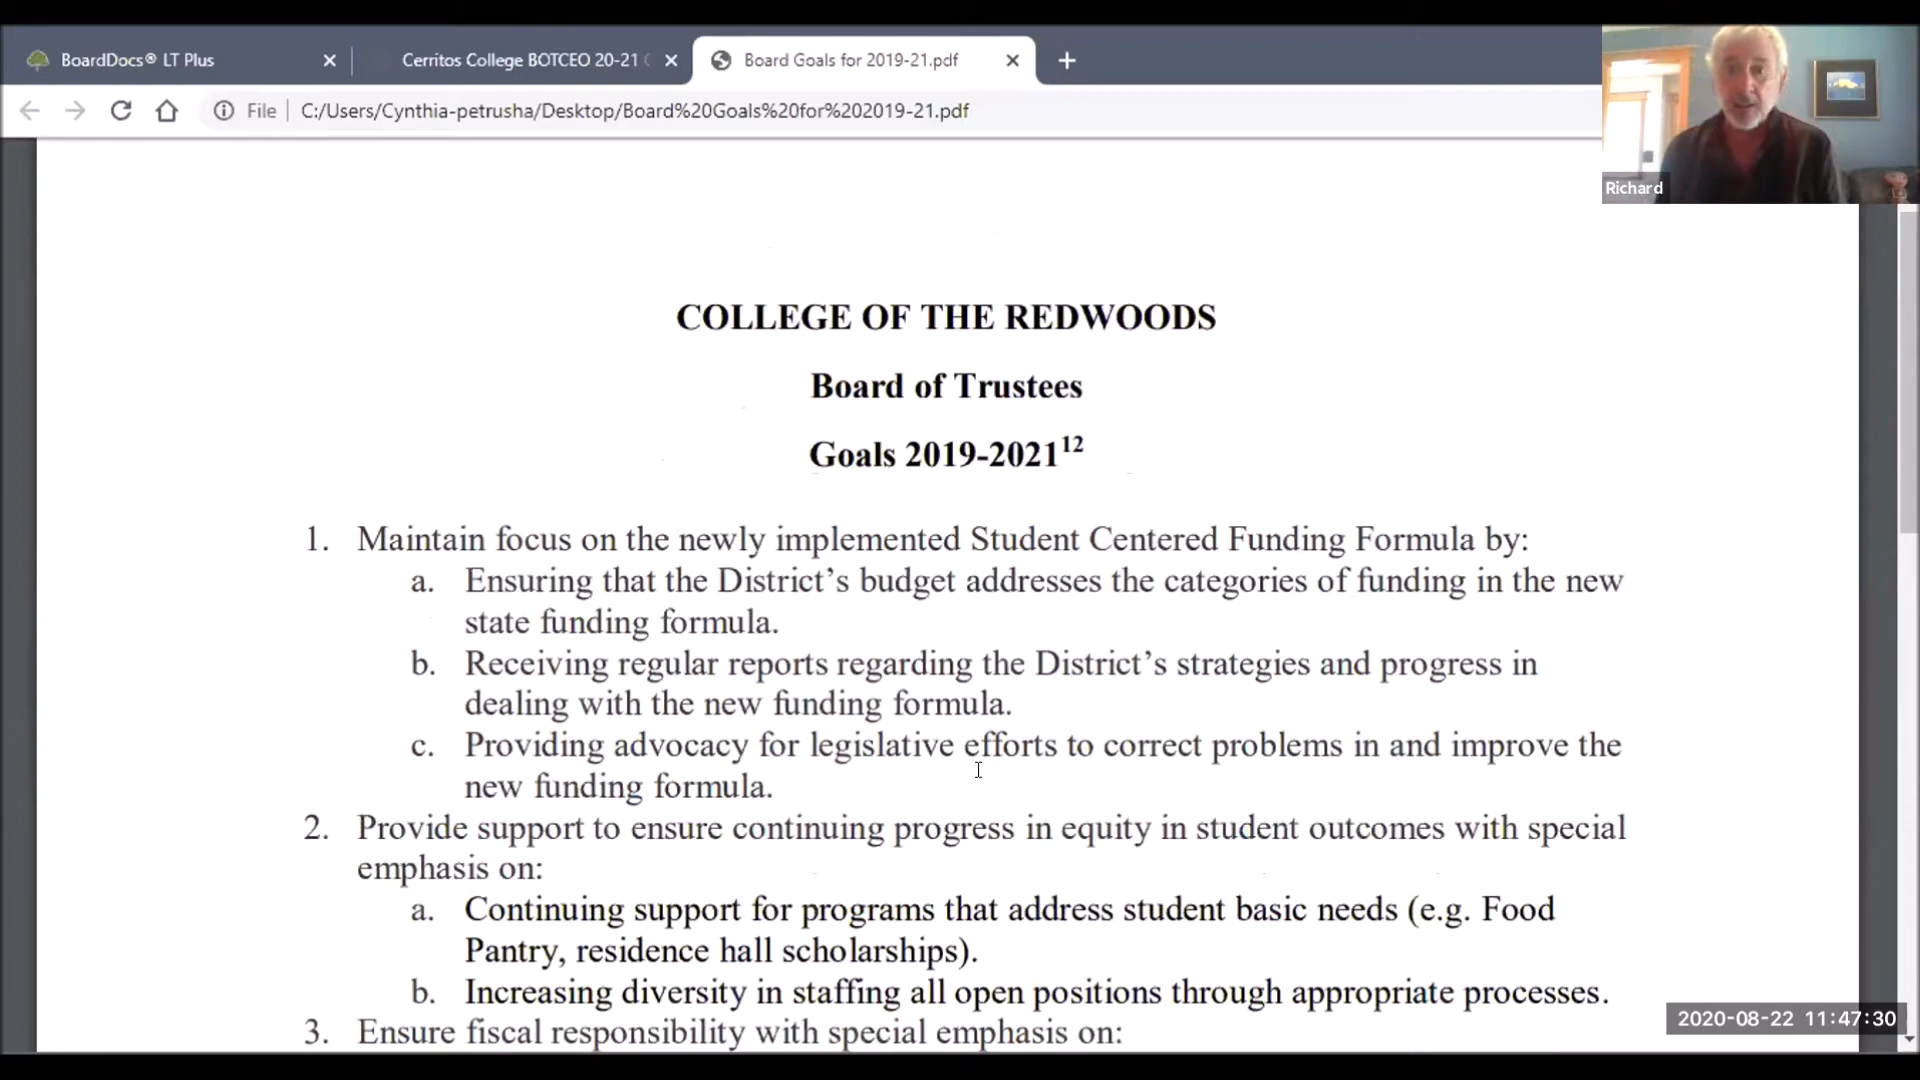 BoardDocs® LT Plus
Cerritos College BOTCEO 20-21
Board Goals for 2019-21.pdf
File
C:/Users/Cynthia-petrusha/Desktop/Board%20Goals%20for%202019-21.pdf
Richard
COLLEGE OF THE REDWOODS
Board of Trustees
Goals 2019-2021¹²
1. Maintain focus on the newly implemented Student Centered Funding Formula by:
a. Ensuring that the District’s budget addresses the categories of funding in the new
state funding formula.
b. Receiving regular reports regarding the District’s strategies and progress in
dealing with the new funding formula.
c. Providing advocacy for legislative efforts to correct problems in and improve the
new funding formula.
2. Provide support to ensure continuing progress in equity in student outcomes with special
emphasis on:
a. Continuing support for programs that address student basic needs (e.g. Food
Pantry, residence hall scholarships).
b. Increasing diversity in staffing all open positions through appropriate processes.
3. Ensure fiscal responsibility with special emphasis on:
2020-08-22 11:47:30